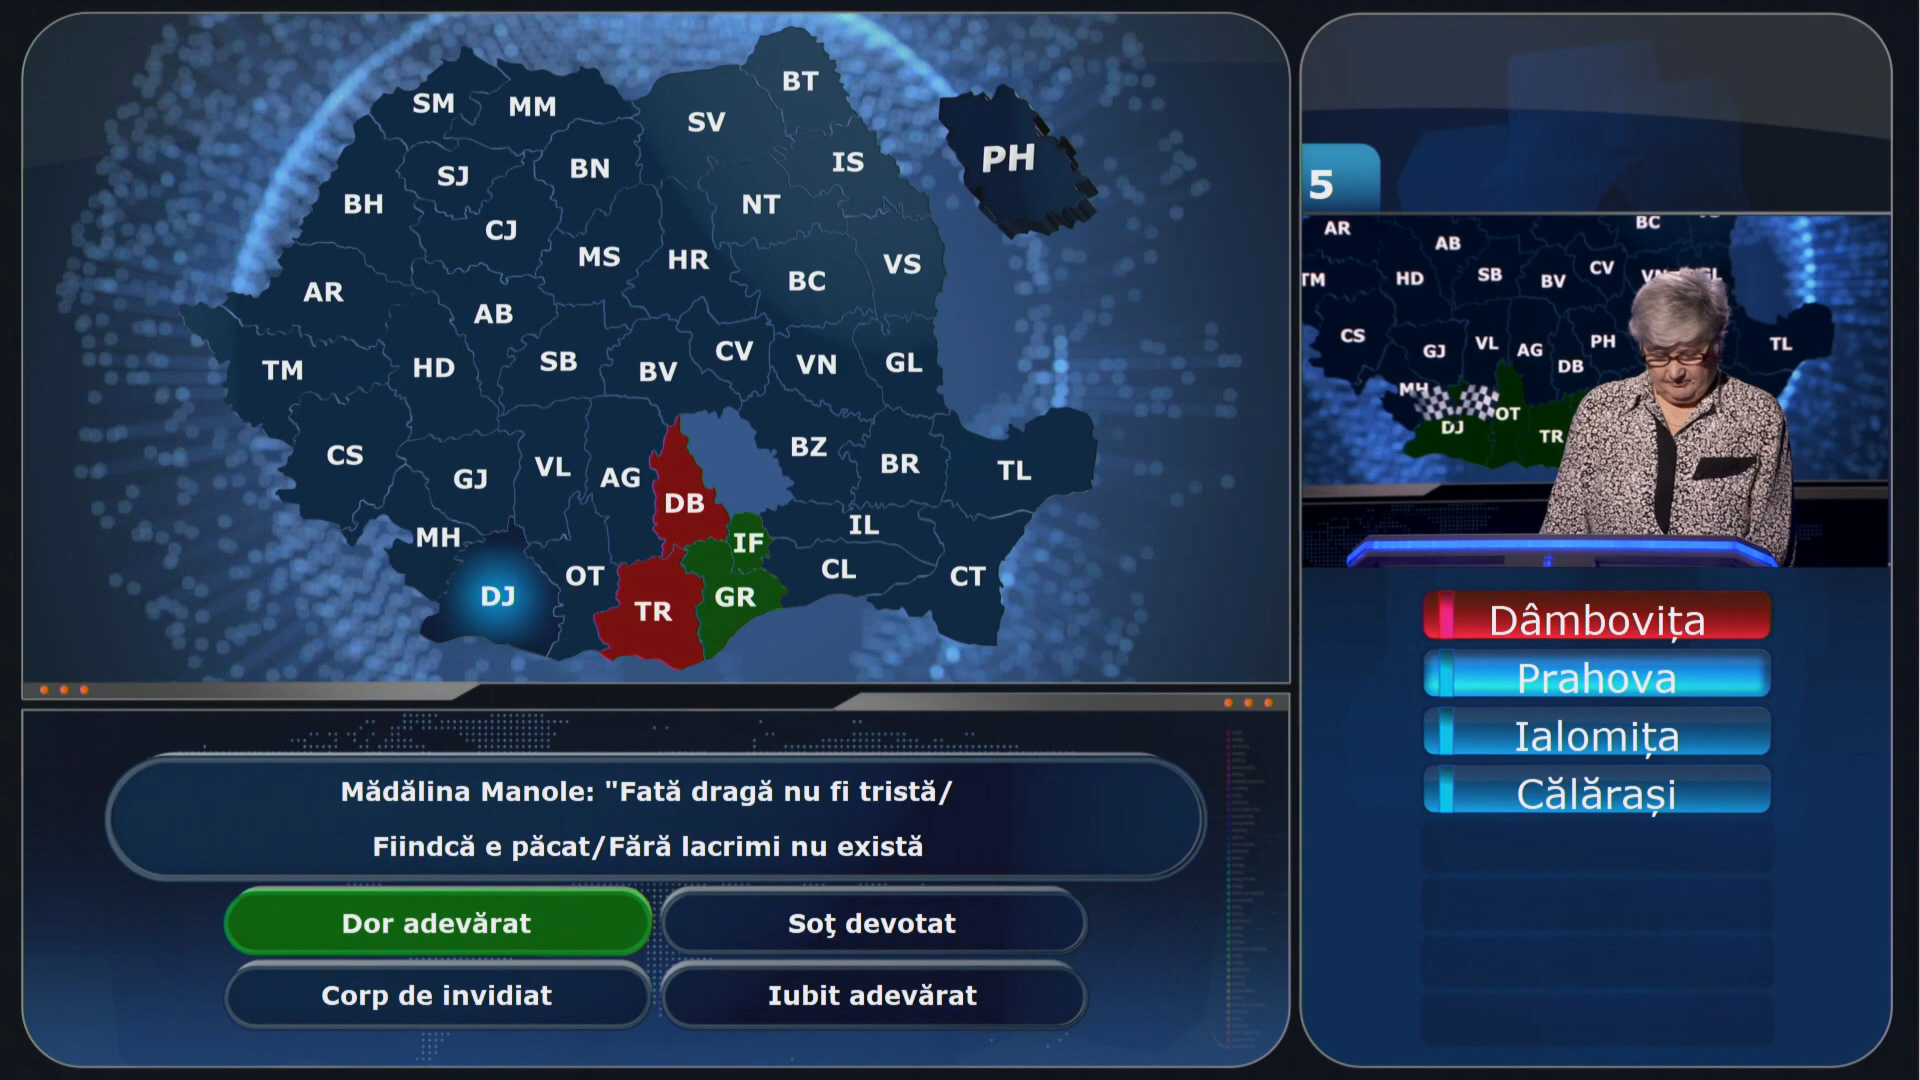 BT
SM
MM
SV
PH
BN
IS
SJ
BH
NT
CJ
MS
HR
BC
VS
AR
AB
CV
TM
HD
SB
BV
VN
GL
CS
GJ
VL
AG
DB
BZ
BR
TL
MH
IF
IL
DJ
OT
TR
GR
CL
CT
Mădălina Manole: "Fată dragă nu fi tristă/
Fiindcă e păcat/Fără lacrimi nu există
Dor adevărat
Soţ devotat
Corp de invidiat
Iubit adevărat
5
AR
AB
BC
TM
HD
SB
BV
CV
VN
GL
CS
GJ
VL
AG
PH
DB
TL
MH
OT
DJ
TR
Dâmbovița
Prahova
Ialomița
Călărași